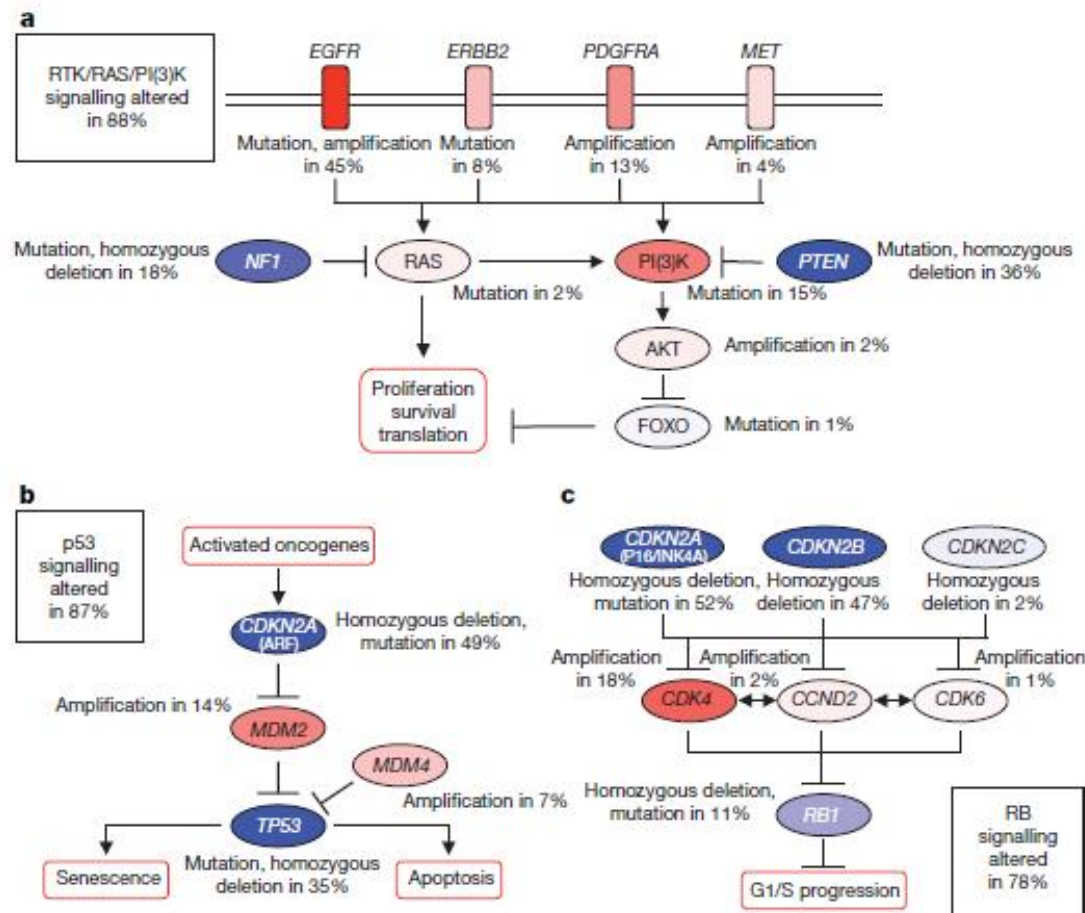 a
RTK/RAS/PI(3)K
signalling altered
in 88%
EGFR
ERBB2
PDGFRA
MET
Mutation, amplification
in 45%
Mutation
in 8%
Amplification
in 13%
Amplification
in 4%
Mutation, homozygous
deletion in 18%
NF1
RAS
Mutation in 2%
PI(3)K
Mutation in 15%
PTEN
Mutation, homozygous
deletion in 36%
AKT
Amplification in 2%
Proliferation
survival
translation
FOXO
Mutation in 1%
b
p53
signalling
altered
in 87%
Activated oncogenes
CDKN2A
(ARF)
Homozygous deletion,
mutation in 49%
Amplification in 14%
MDM2
MDM4
Amplification in 7%
TP53
Mutation, homozygous
deletion in 35%
Senescence
Apoptosis
c
CDKN2A
(P16/INK4A)
CDKN2B
CDKN2C
Homozygous deletion,
mutation in 52%
Homozygous
deletion in 47%
Homozygous
deletion in 2%
Amplification
in 18%
Amplification
in 2%
Amplification
in 1%
CDK4
CCND2
CDK6
Homozygous deletion,
mutation in 11%
RB1
G1/S progression
RB
signalling
altered
in 78%